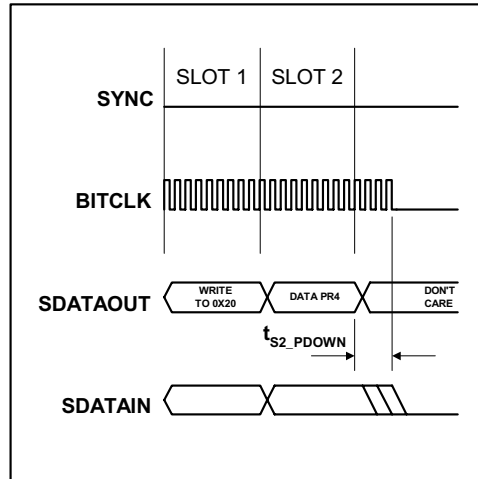 SLOT 1 SLOT 2
SYNC
BITCLK
SDATAOUT
WRITE
TO 0X20
DATA PR4
DON'T
CARE
tS2_PDOWN
SDATAIN